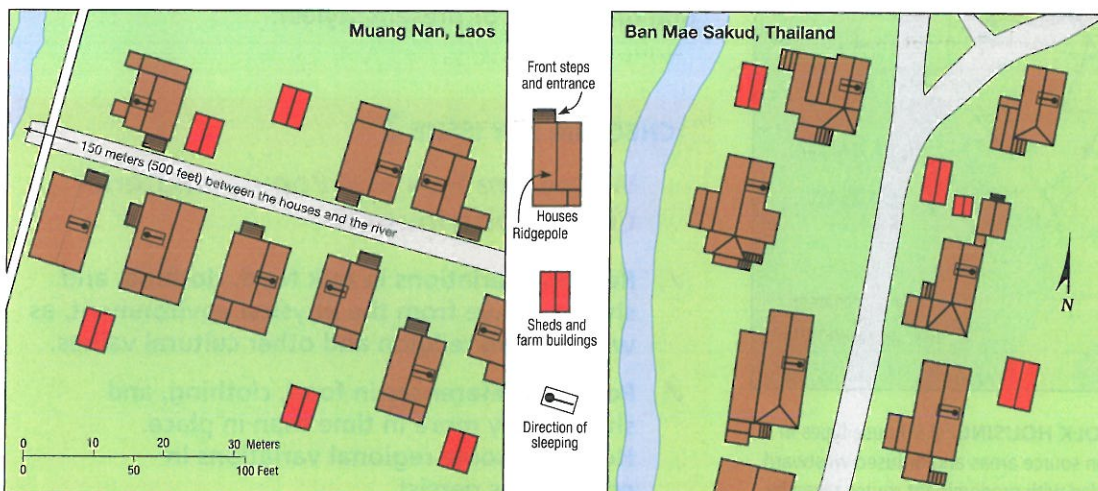 Muang Nan, Laos
150 meters (500 feet) between the houses and the river
0 10 20 30 Meters
0 50 100 Feet
Front steps
and entrance
Houses
Ridgepole
Sheds and
farm buildings
Direction of
sleeping
Ban Mae Sakud, Thailand
N